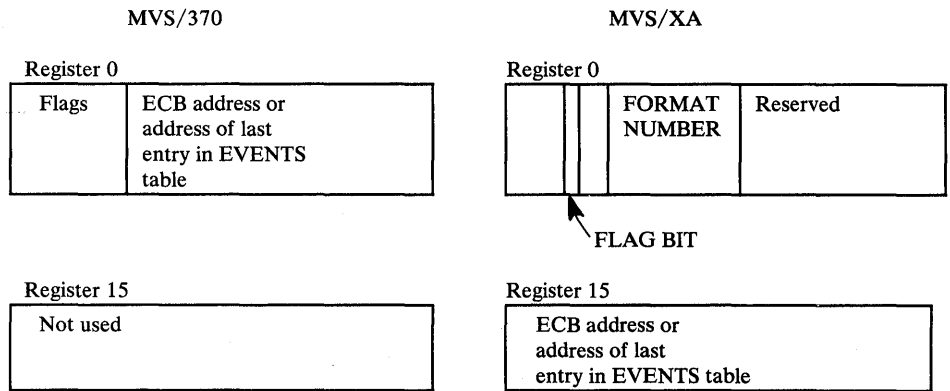 MVS/370
MVS/XA
Register 0
Flags
ECB address or
address of last
entry in EVENTS
table
Register 0
FORMAT
NUMBER
Reserved
FLAG BIT
Register 15
Not used
Register 15
ECB address or
address of last
entry in EVENTS table